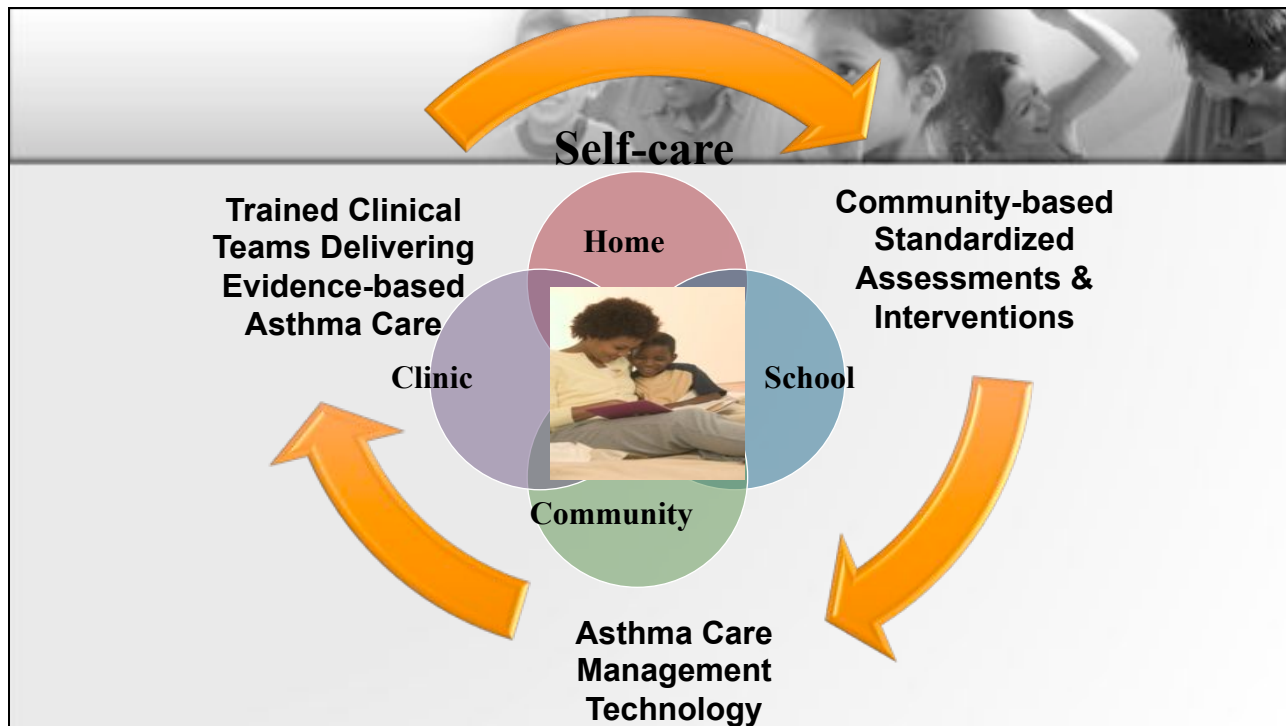 Self-care
Trained Clinical
Teams Delivering
Evidence-based
Asthma Care
Home
Community-based
Standardized
Assessments &
Interventions
Clinic
School
Community
Asthma Care
Management
Technology